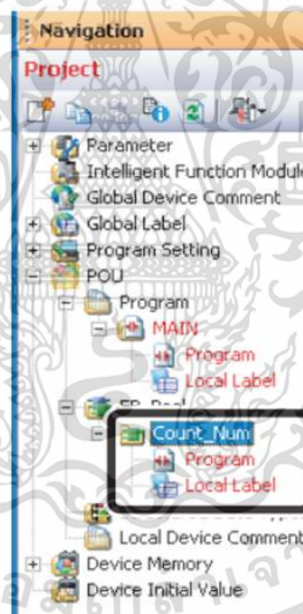 Navigation
Project
Parameter
Intelligent Function Module
Global Device Comment
Global Label
Program Setting
POU
Program
MAIN
Program
Local Label
FB_Pool
Count_Num
Program
Local Label
Local Device Comment
Device Memory
Device Initial Value